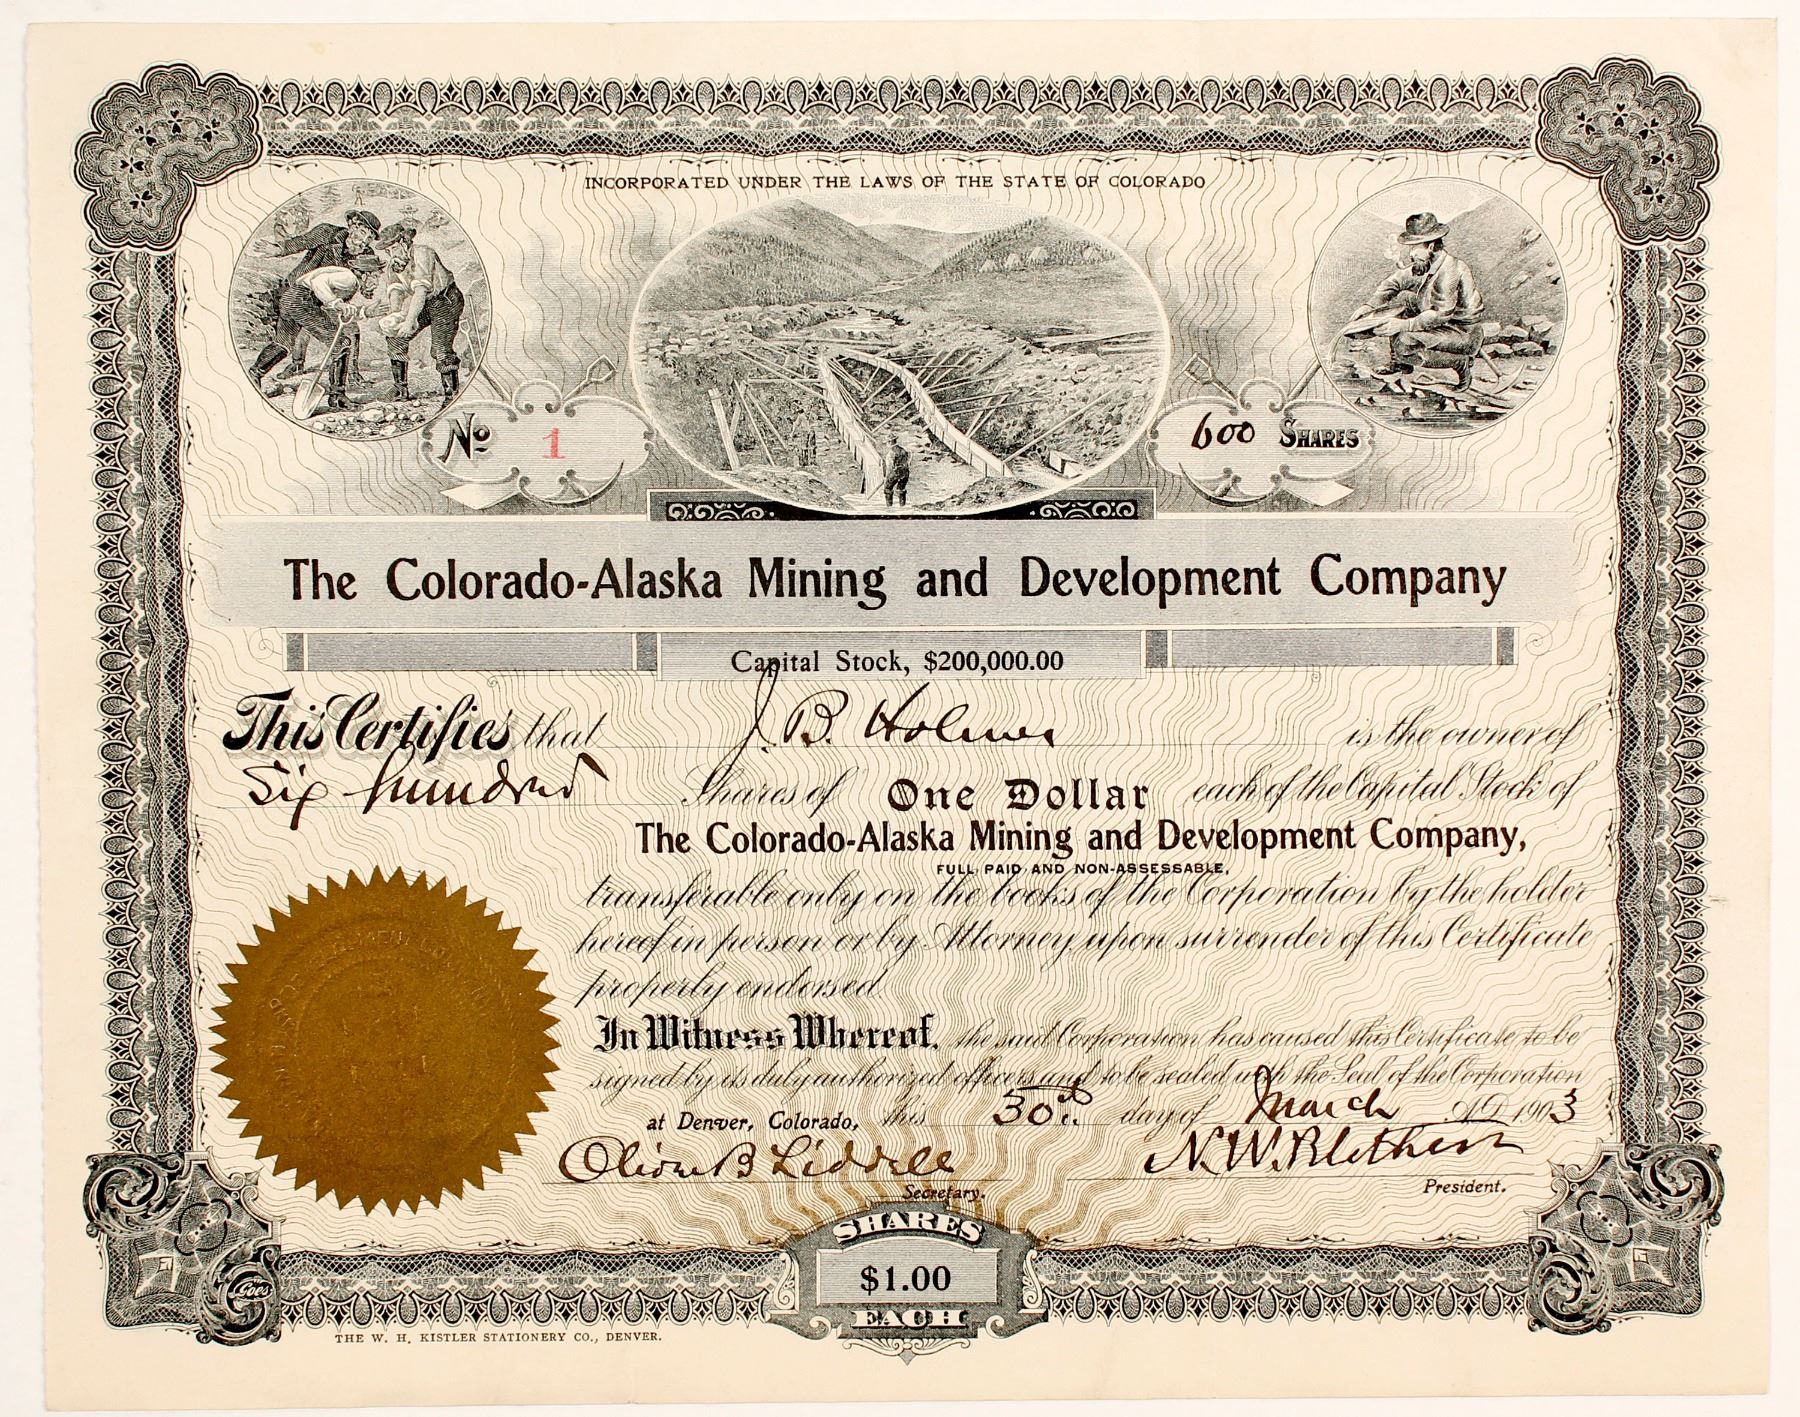 INCORPORATED UNDER THE LAWS OF THE STATE OF COLORADO
No 1
600 SHARES
The Colorado-Alaska Mining and Development Company
Capital Stock, $200,000.00
This Certifies that J. B. Holmes is the owner of
Six hundred Shares of One Dollar each of the Capital Stock of
The Colorado-Alaska Mining and Development Company,
FULL PAID AND NON-ASSESSABLE,
transferable only on the books of the Corporation by the holder
hereof in person or by Attorney upon surrender of this Certificate
properly endorsed
In Witness Whereof, the said Corporation has caused this Certificate to be
signed by its duly authorized officers and to be sealed with the Seal of the Corporation
at Denver, Colorado, this 30th day of March A.D. 1903
Oliver B Liddell N. W. Blethen
Secretary. President.
SHARES
$1.00
EACH
Goes
THE W. H. KISTLER STATIONERY CO., DENVER.